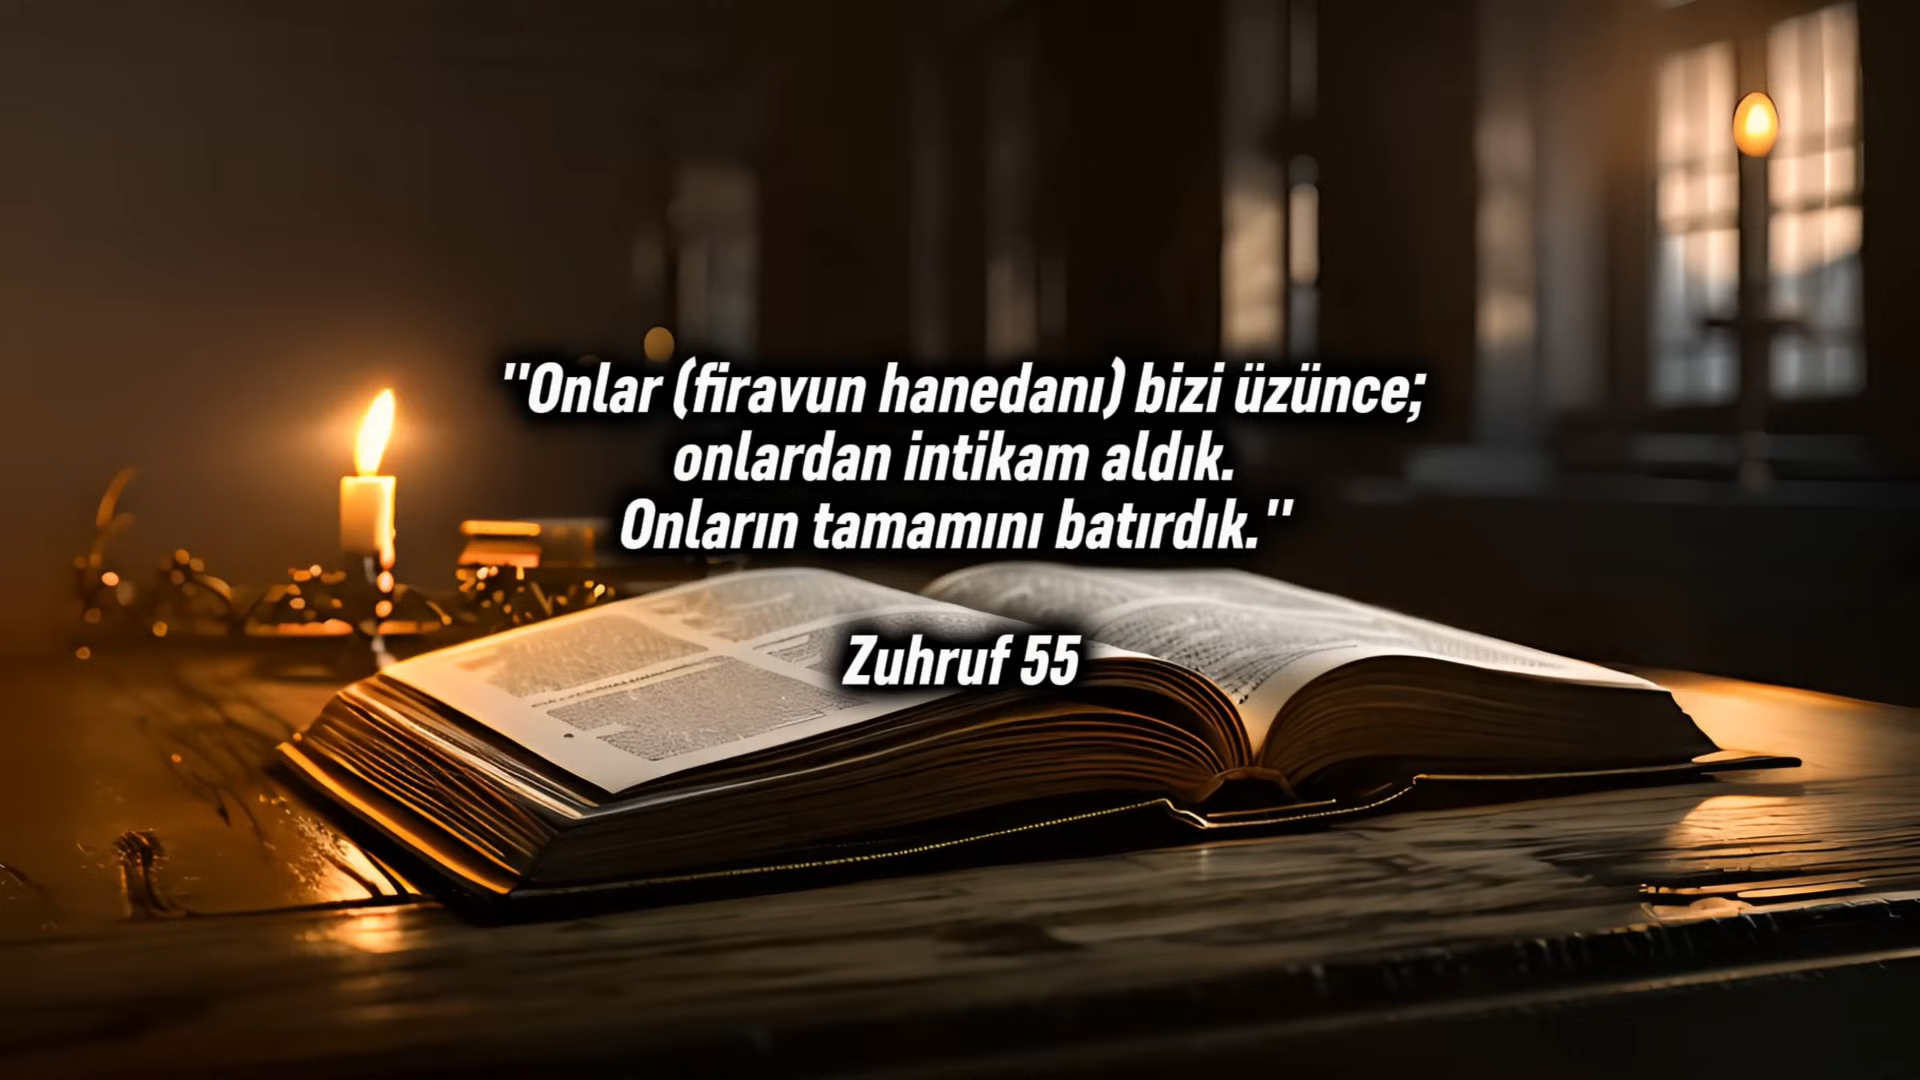 "Onlar (firavun hanedanı) bizi üzünce;
onlardan intikam aldık.
Onların tamamını batırdık."
Zuhruf 55